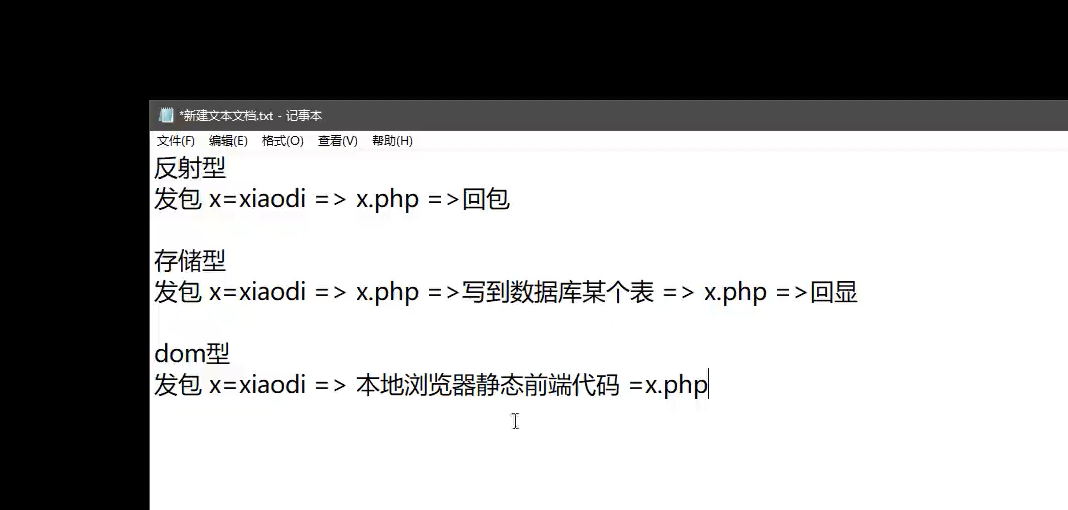 *新建文本文档.txt - 记事本
文件(F) 编辑(E) 格式(O) 查看(V) 帮助(H)
反射型
发包 x=xiaodi => x.php =>回包
存储型
发包 x=xiaodi => x.php =>写到数据库某个表 => x.php =>回显
dom型
发包 x=xiaodi => 本地浏览器静态前端代码 =x.php